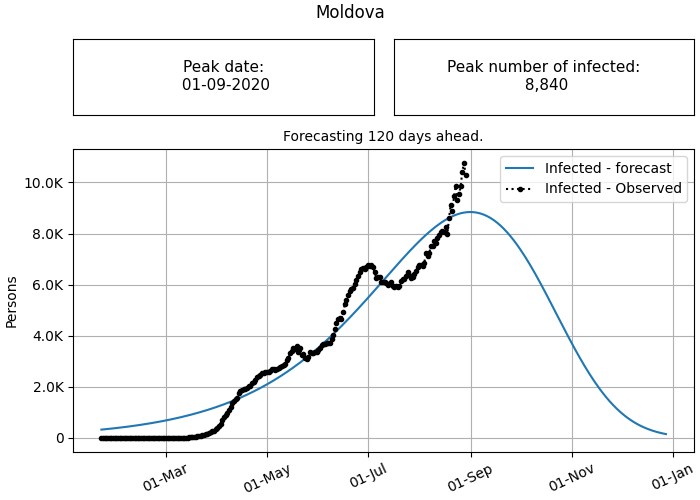 Moldova
Peak date:
01-09-2020
Peak number of infected:
8,840
Forecasting 120 days ahead.
Infected - forecast
Infected - Observed
Persons
10.0K
8.0K
6.0K
4.0K
2.0K
0
01-Mar
01-May
01-Jul
01-Sep
01-Nov
01-Jan